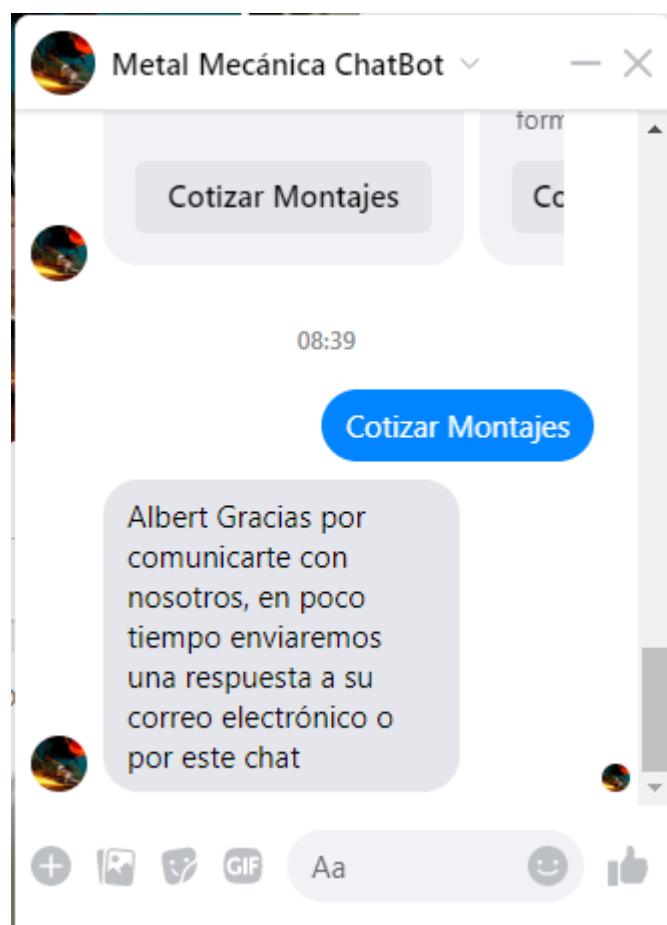 Metal Mecánica ChatBot
form
Cotizar Montajes
08:39
Cotizar Montajes
Albert Gracias por
comunicarte con
nosotros, en poco
tiempo enviaremos
una respuesta a su
correo electrónico o
por este chat
GIF
Aa